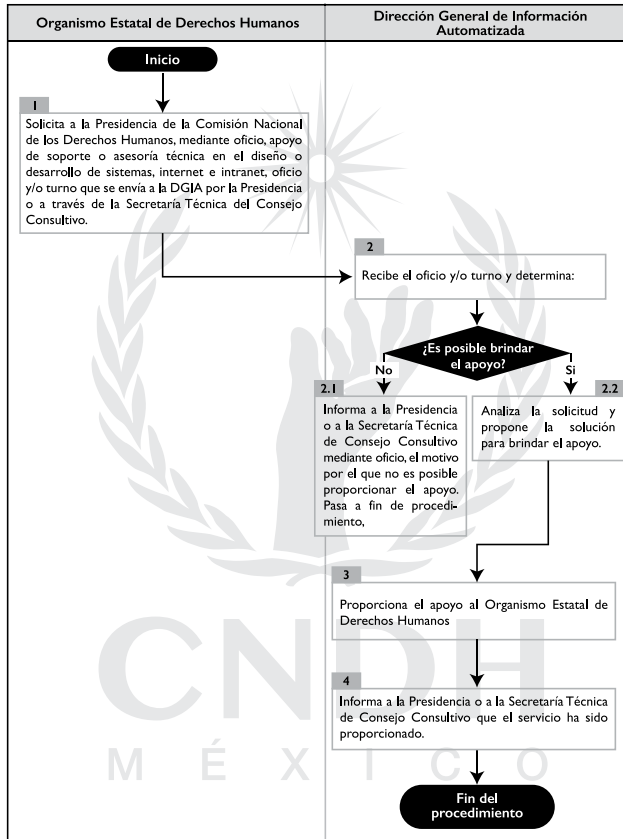 Organismo Estatal de Derechos Humanos
Dirección General de Información
Automatizada
Inicio
1
Solicita a la Presidencia de la Comisión Nacional
de los Derechos Humanos, mediante oficio, apoyo
de soporte o asesoría técnica en el diseño o
desarrollo de sistemas, internet e intranet, oficio
y/o turno que se envía a la DGIA por la Presidencia
o a través de la Secretaría Técnica del Consejo
Consultivo.
2
Recibe el oficio y/o turno y determina:
¿Es posible brindar
el apoyo?
No
Si
2.1
Informa a la Presidencia
o a la Secretaría Técnica
de Consejo Consultivo
mediante oficio, el motivo
por el que no es posible
proporcionar el apoyo.
Pasa a fin de procedi-
miento,
2.2
Analiza la solicitud y
propone la solución
para brindar el apoyo.
3
Proporciona el apoyo al Organismo Estatal de
Derechos Humanos
4
Informa a la Presidencia o a la Secretaría Técnica
de Consejo Consultivo que el servicio ha sido
proporcionado.
Fin del
procedimiento
CNDH
MÉXICO